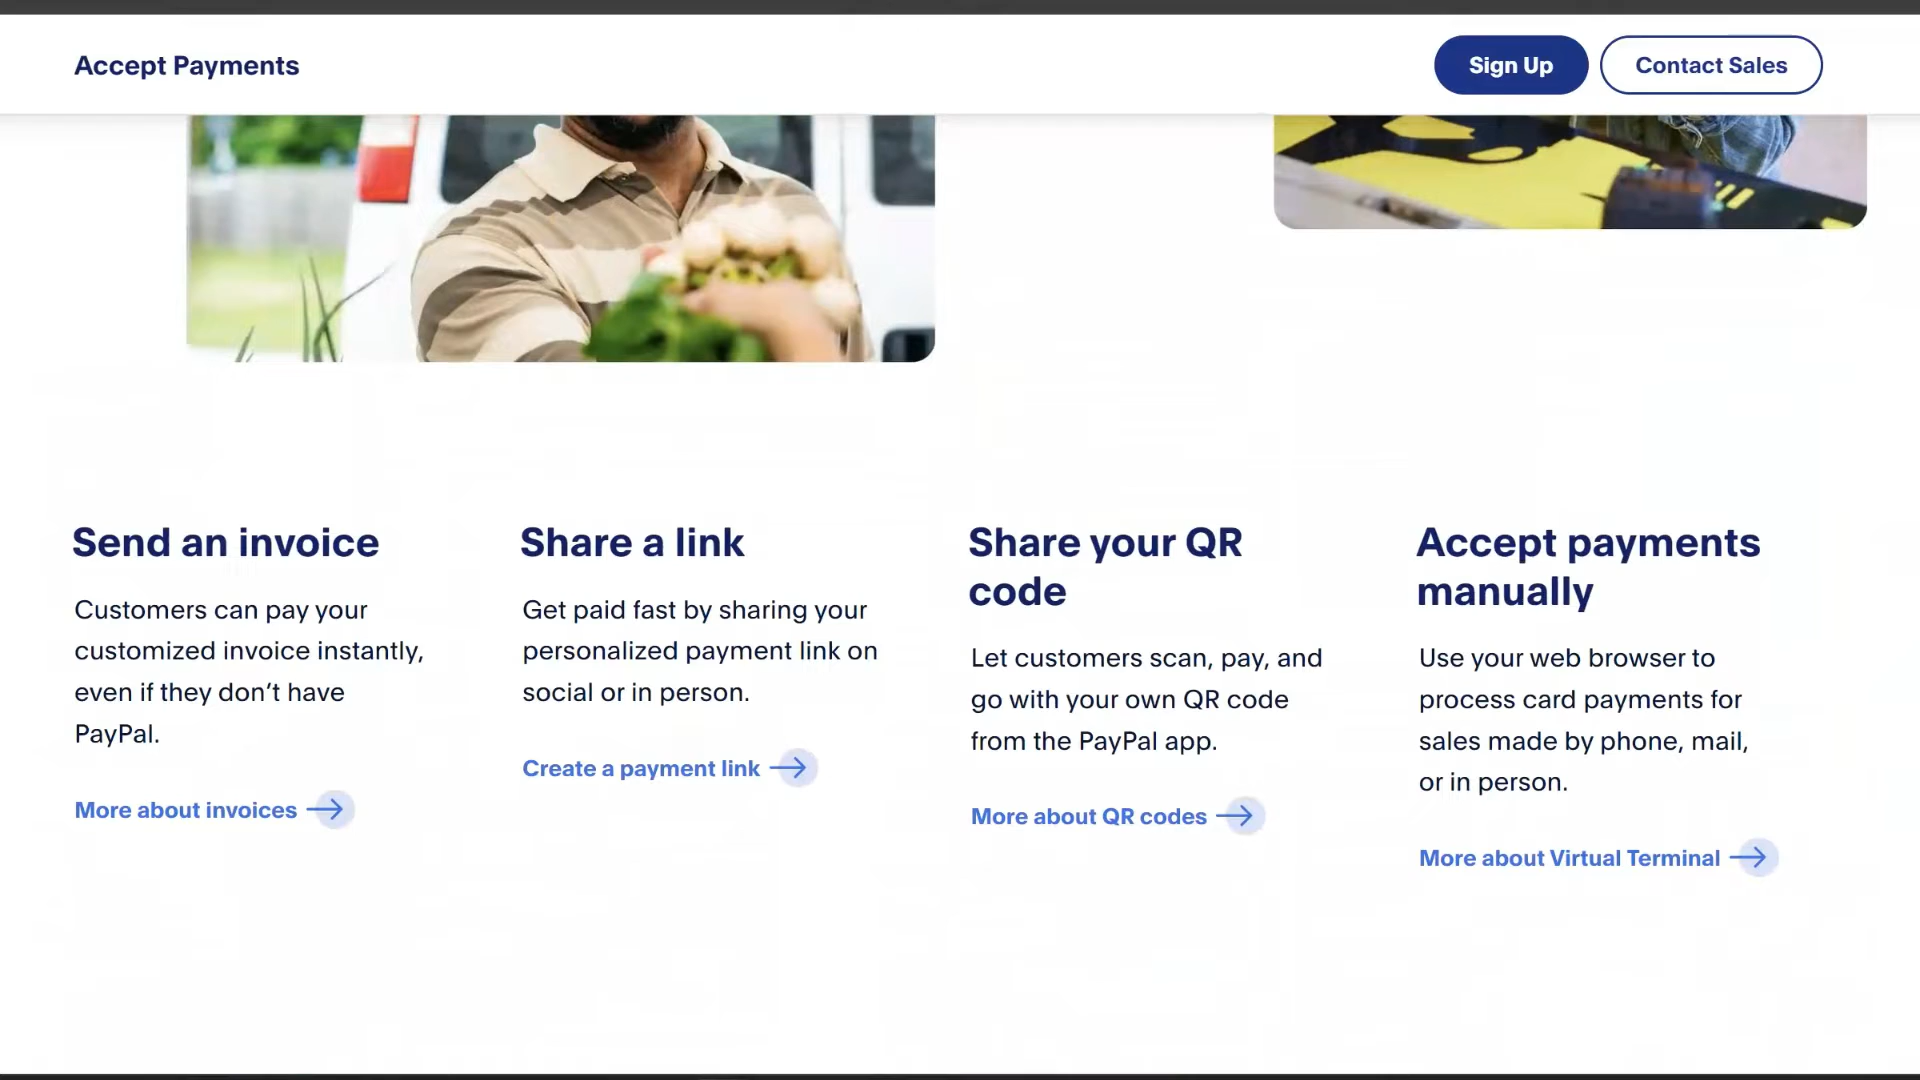 Accept Payments
Sign Up
Contact Sales
Send an invoice
Customers can pay your
customized invoice instantly,
even if they don’t have
PayPal.
More about invoices
Share a link
Get paid fast by sharing your
personalized payment link on
social or in person.
Create a payment link
Share your QR
code
Let customers scan, pay, and
go with your own QR code
from the PayPal app.
More about QR codes
Accept payments
manually
Use your web browser to
process card payments for
sales made by phone, mail,
or in person.
More about Virtual Terminal